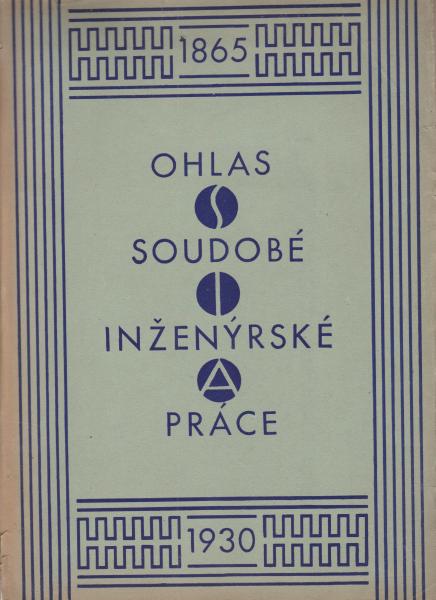 1865
OHLAS
S
SOUDOBÉ
I
INŽENÝRSKÉ
A
PRÁCE
1930